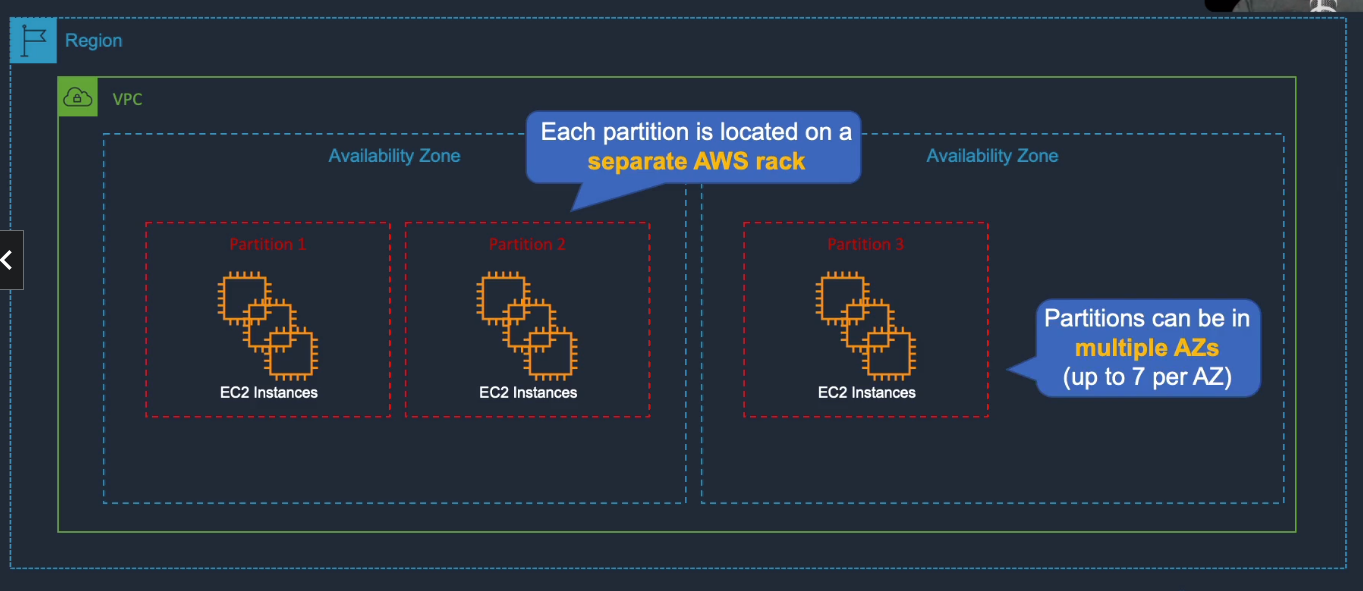 Region
VPC
Each partition is located on a
separate AWS rack
Availability Zone
Availability Zone
Partition 1
Partition 2
Partition 3
EC2 Instances
EC2 Instances
EC2 Instances
Partitions can be in
multiple AZs
(up to 7 per AZ)